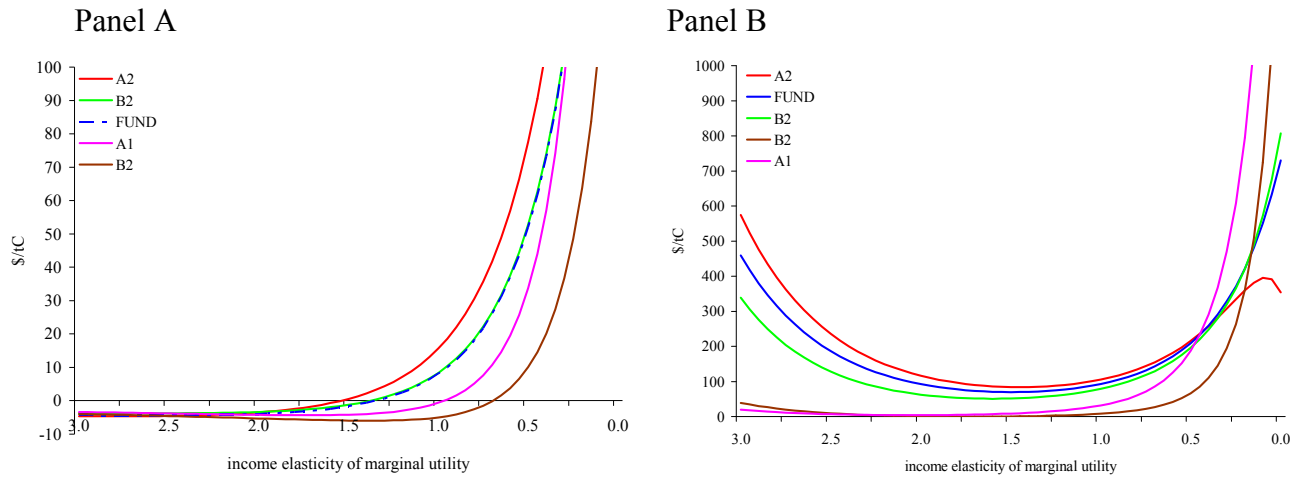 Panel A
100
90
80
70
60
50
40
30
20
10
0
-10
$/tC
A2
B2
FUND
A1
B2
3.0 2.5 2.0 1.5 1.0 0.5 0.0
income elasticity of marginal utility
Panel B
1000
900
800
700
600
500
400
300
200
100
0
$/tC
A2
FUND
B2
B2
A1
3.0 2.5 2.0 1.5 1.0 0.5 0.0
income elasticity of marginal utility